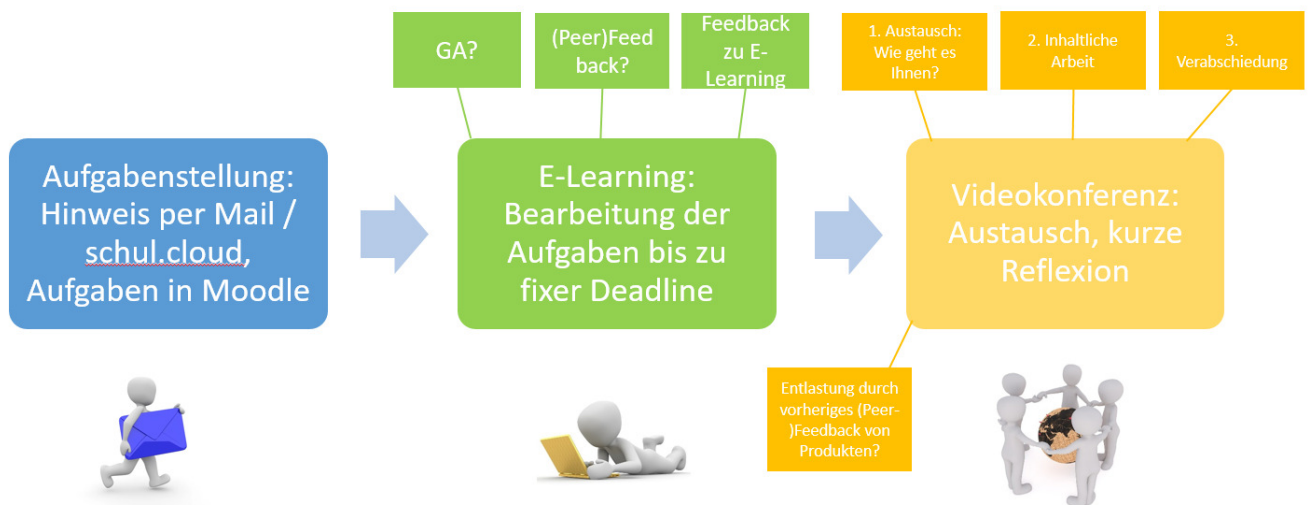 GA?
(Peer)Feed
back?
Feedback
zu E-
Learning
1. Austausch:
Wie geht es
Ihnen?
2. Inhaltliche
Arbeit
3.
Verabschiedung
Aufgabenstellung:
Hinweis per Mail /
schul.cloud,
Aufgaben in Moodle
E-Learning:
Bearbeitung der
Aufgaben bis zu
fixer Deadline
Videokonferenz:
Austausch, kurze
Reflexion
Entlastung durch
vorheriges (Peer-
)Feedback von
Produkten?